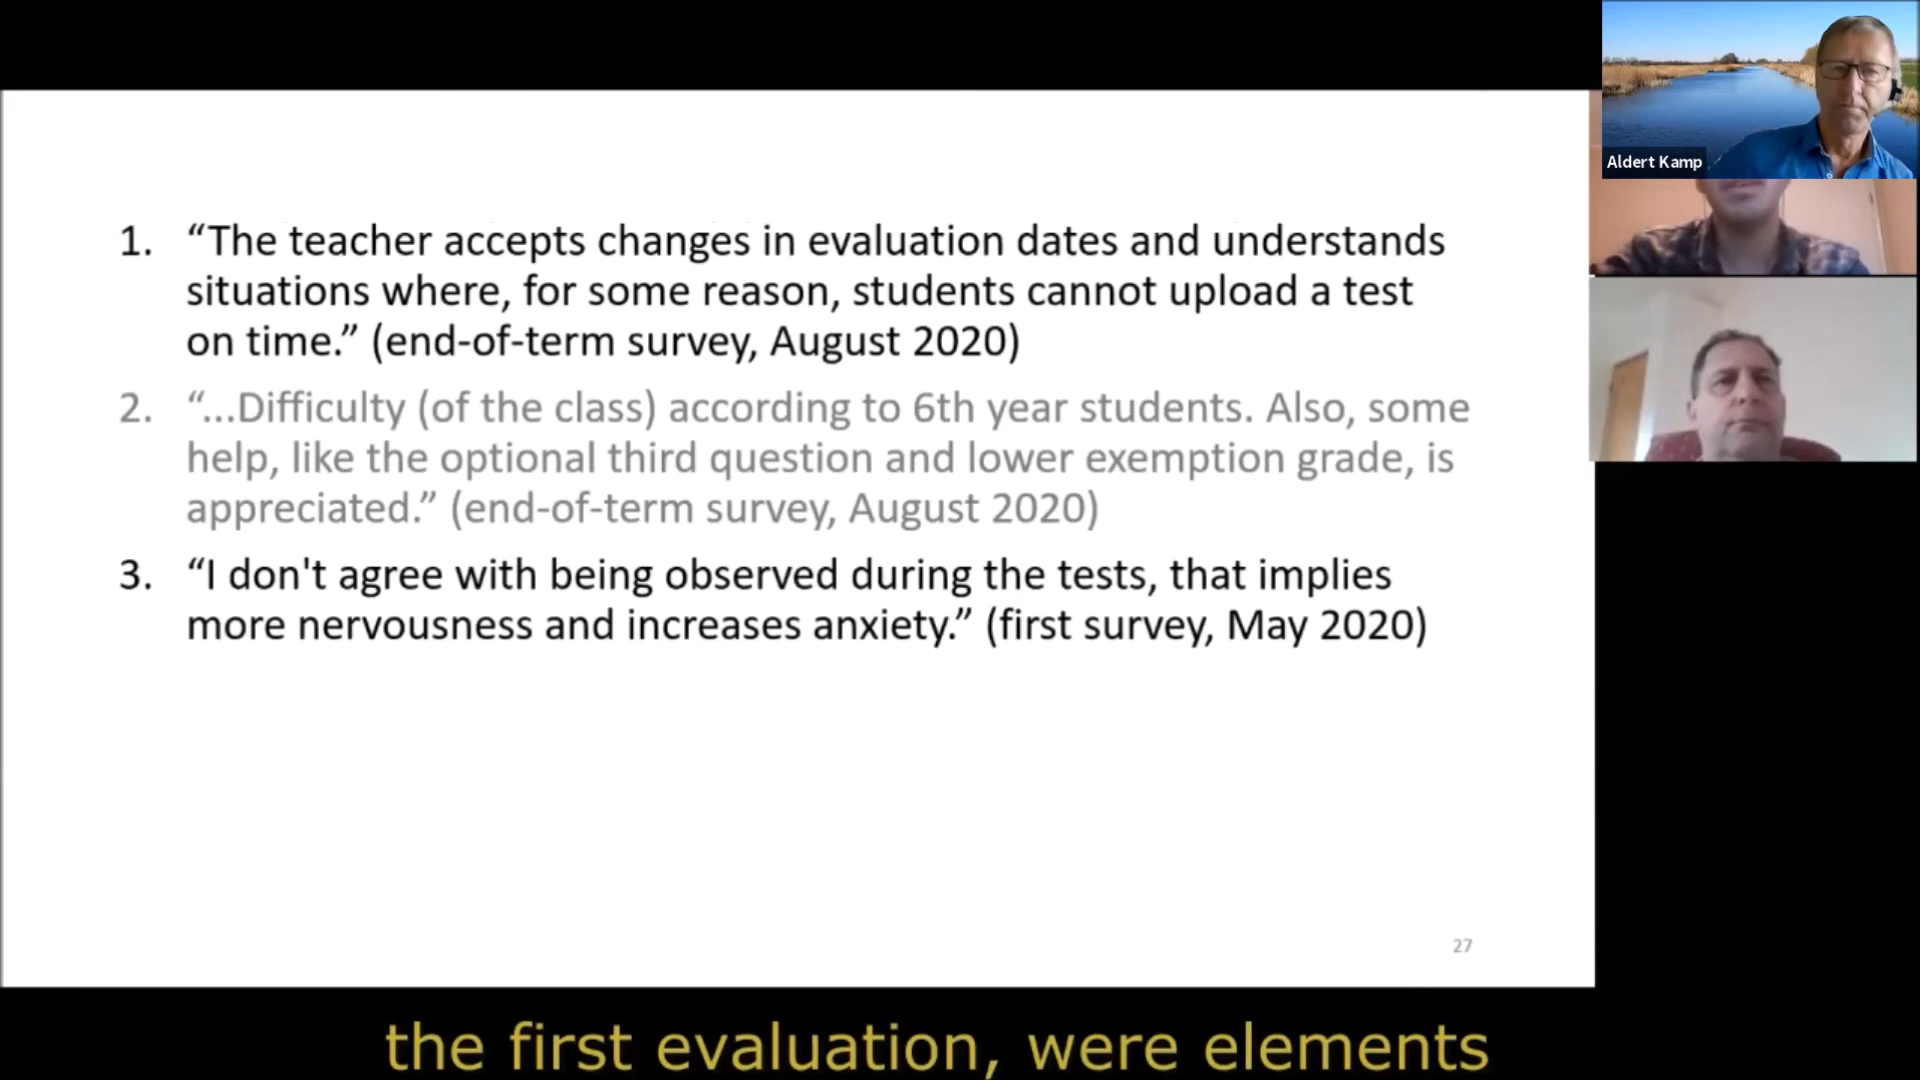 Aldert Kamp
1. “The teacher accepts changes in evaluation dates and understands
situations where, for some reason, students cannot upload a test
on time.” (end-of-term survey, August 2020)
2. “...Difficulty (of the class) according to 6th year students. Also, some
help, like the optional third question and lower exemption grade, is
appreciated.” (end-of-term survey, August 2020)
3. “I don't agree with being observed during the tests, that implies
more nervousness and increases anxiety.” (first survey, May 2020)
27
the first evaluation, were elements